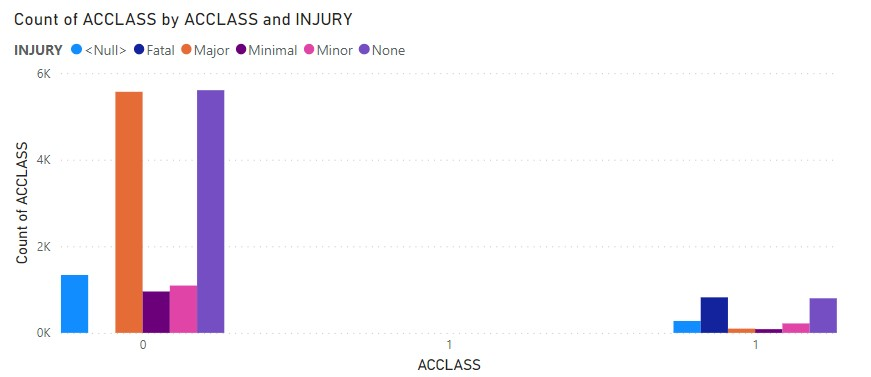 Count of ACCLASS by ACCLASS and INJURY
INJURY <Null> Fatal Major Minimal Minor None
6K
4K
2K
0K
Count of ACCLASS
0 1 1
ACCLASS